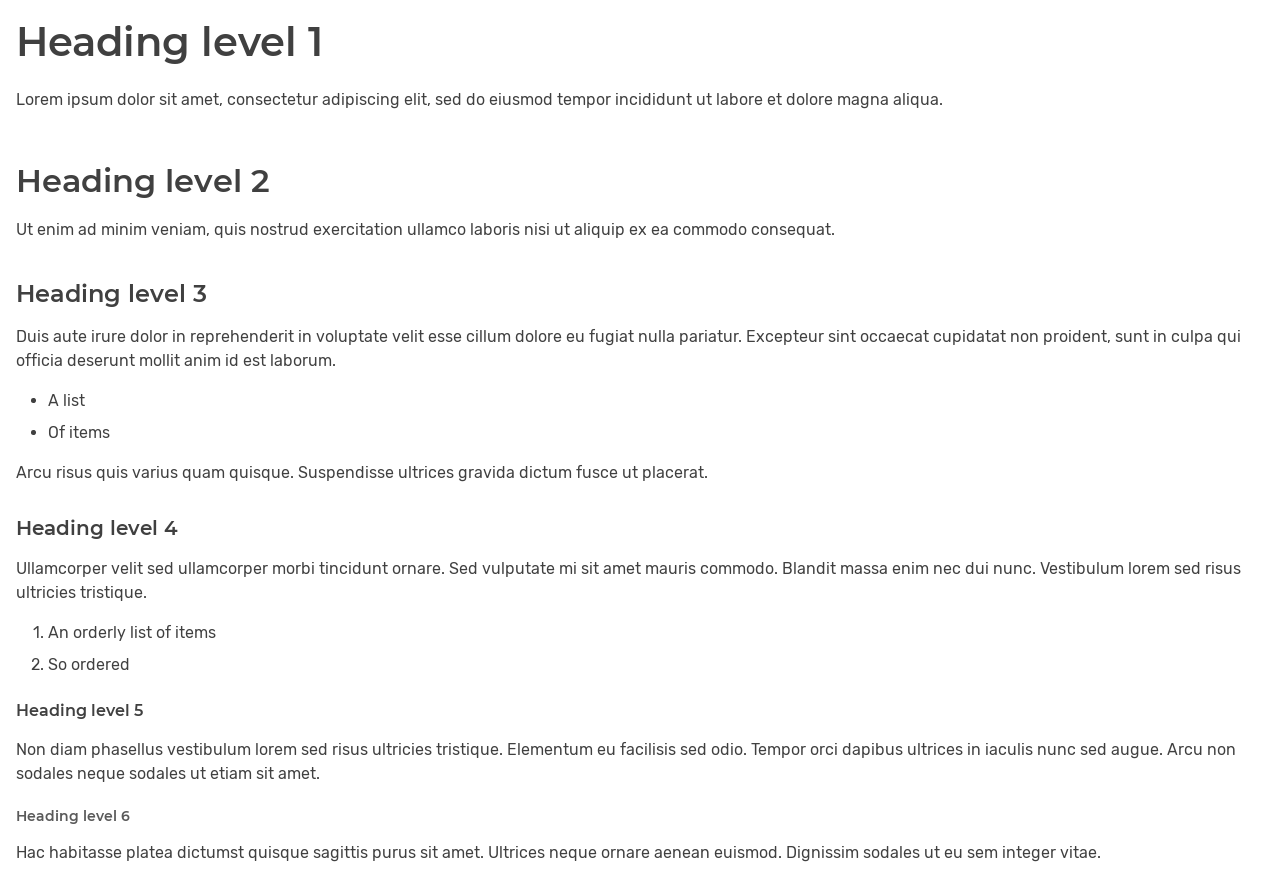 Heading level 1
Lorem ipsum dolor sit amet, consectetur adipiscing elit, sed do eiusmod tempor incididunt ut labore et dolore magna aliqua.
Heading level 2
Ut enim ad minim veniam, quis nostrud exercitation ullamco laboris nisi ut aliquip ex ea commodo consequat.
Heading level 3
Duis aute irure dolor in reprehenderit in voluptate velit esse cillum dolore eu fugiat nulla pariatur. Excepteur sint occaecat cupidatat non proident, sunt in culpa qui
officia deserunt mollit anim id est laborum.
• A list
• Of items
Arcu risus quis varius quam quisque. Suspendisse ultrices gravida dictum fusce ut placerat.
Heading level 4
Ullamcorper velit sed ullamcorper morbi tincidunt ornare. Sed vulputate mi sit amet mauris commodo. Blandit massa enim nec dui nunc. Vestibulum lorem sed risus
ultricies tristique.
1. An orderly list of items
2. So ordered
Heading level 5
Non diam phasellus vestibulum lorem sed risus ultricies tristique. Elementum eu facilisis sed odio. Tempor orci dapibus ultrices in iaculis nunc sed augue. Arcu non
sodales neque sodales ut etiam sit amet.
Heading level 6
Hac habitasse platea dictumst quisque sagittis purus sit amet. Ultrices neque ornare aenean euismod. Dignissim sodales ut eu sem integer vitae.